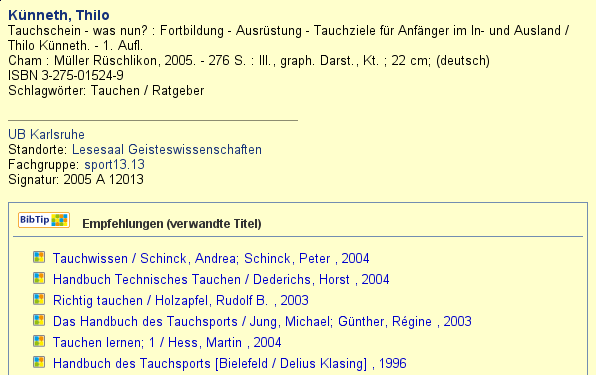 Künneth, Thilo
Tauchschein - was nun? : Fortbildung - Ausrüstung - Tauchziele für Anfänger im In- und Ausland /
Thilo Künneth. - 1. Aufl.
Cham : Müller Rüschlikon, 2005. - 276 S. : Ill., graph. Darst., Kt. ; 22 cm; (deutsch)
ISBN 3-275-01524-9
Schlagwörter: Tauchen / Ratgeber
UB Karlsruhe
Standorte: Lesesaal Geisteswissenschaften
Fachgruppe: sport13.13
Signatur: 2005 A 12013
BibTip Empfehlungen (verwandte Titel)
Tauchwissen / Schinck, Andrea; Schinck, Peter , 2004
Handbuch Technisches Tauchen / Dederichs, Horst , 2004
Richtig tauchen / Holzapfel, Rudolf B. , 2003
Das Handbuch des Tauchsports / Jung, Michael; Günther, Régine , 2003
Tauchen lernen; 1 / Hess, Martin , 2004
Handbuch des Tauchsports [Bielefeld / Delius Klasing] , 1996